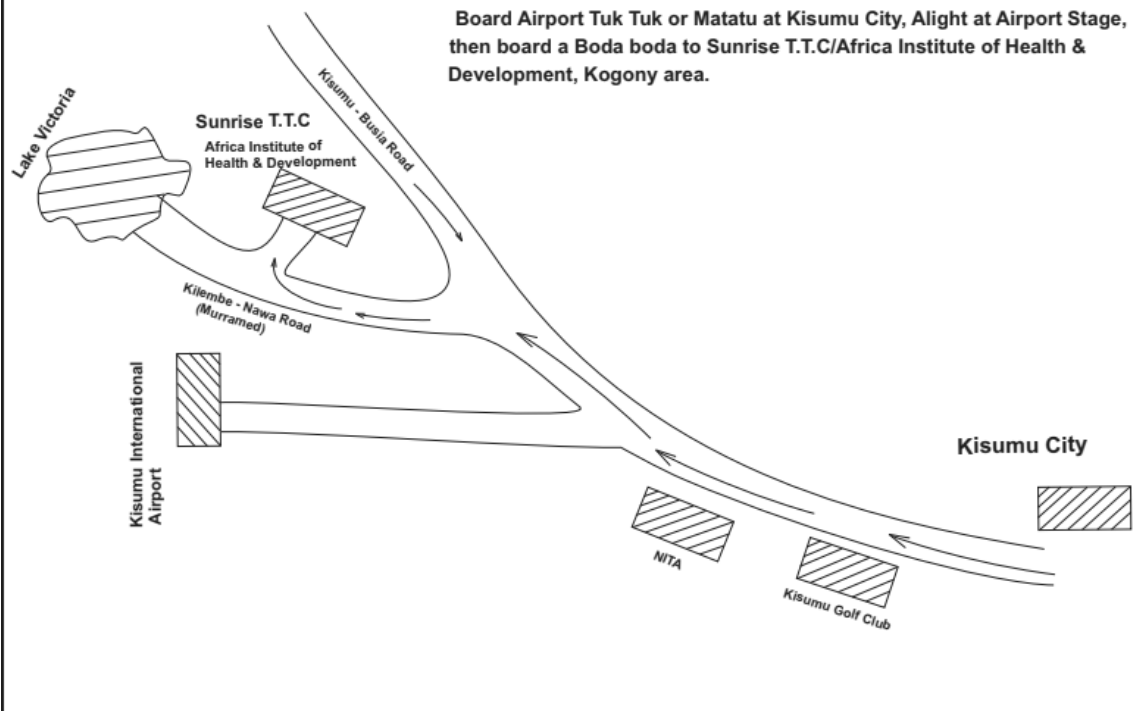 Board Airport Tuk Tuk or Matatu at Kisumu City, Alight at Airport Stage,
then board a Boda boda to Sunrise T.T.C/Africa Institute of Health &
Development, Kogony area.
Kisumu - Busia Road
Lake Victoria
Sunrise T.T.C
Africa Institute of
Health & Development
Kilembe - Nawa Road
(Murramed)
Kisumu International
Airport
Kisumu City
NITA
Kisumu Golf Club